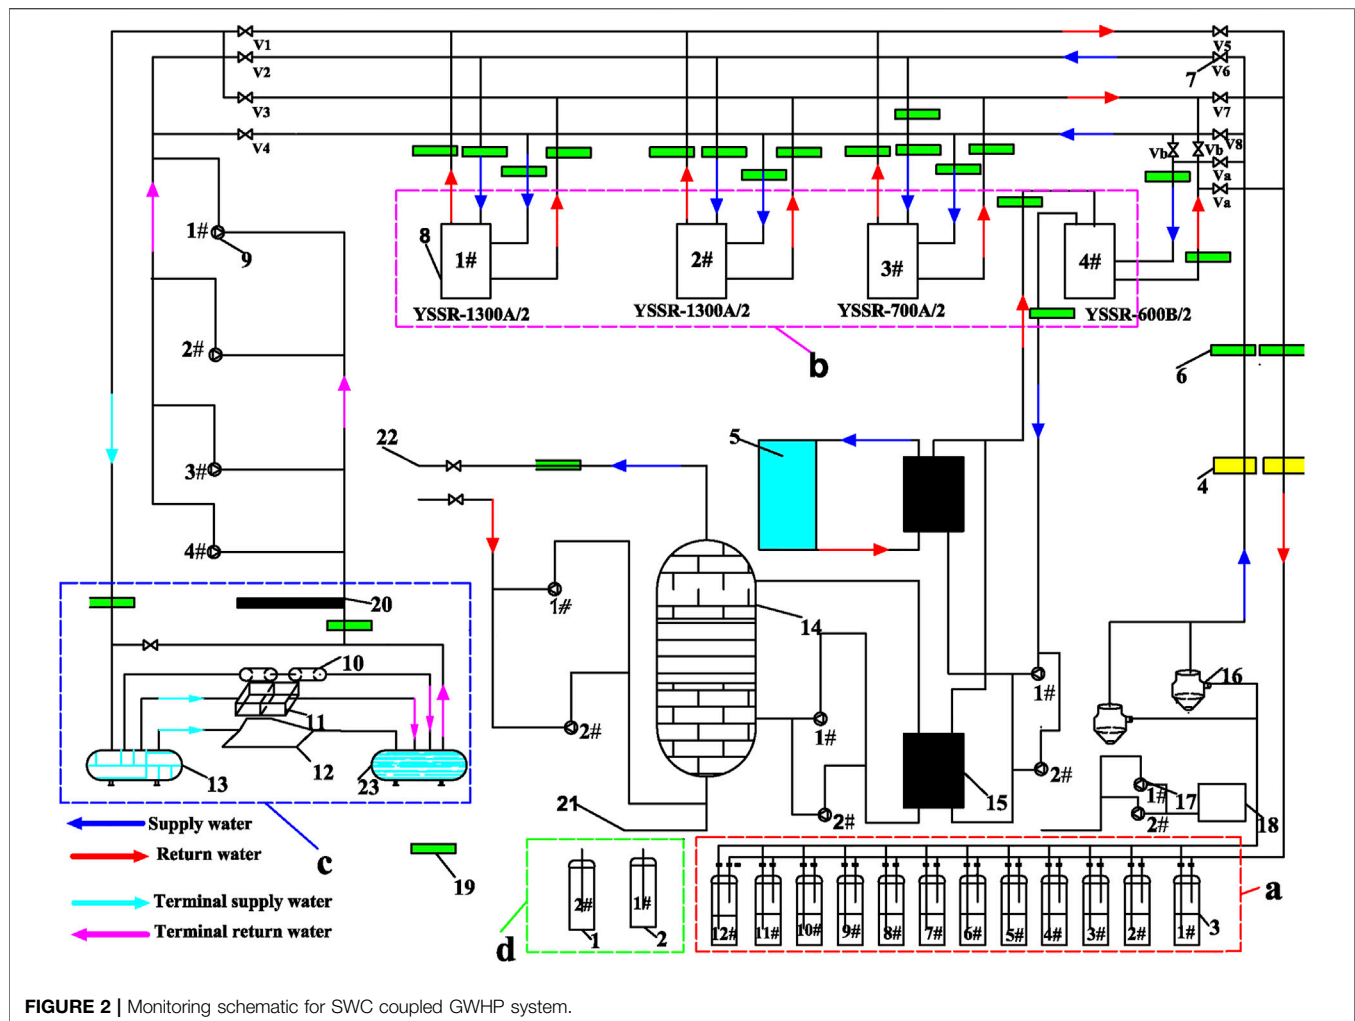 V1
V5
V2
7
V6
V3
V7
V4
V8
Vb
Vb
Va
Va
1#
9
8
1#
2#
3#
4#
YSSR-1300A/2
YSSR-1300A/2
YSSR-700A/2
YSSR-600B/2
b
2#
6
22
5
3#
4
4#
20
1#
14
10
1#
16
11
2#
1#
12
13
23
2#
2#
15
1#
17
2#
18
21
Supply water
Return water
c
19
Terminal supply water
Terminal return water
d
2#
1#
1
2
a
12#
11#
10#
9#
8#
7#
6#
5#
4#
3#
2#
1#
3
FIGURE 2 | Monitoring schematic for SWC coupled GWHP system.